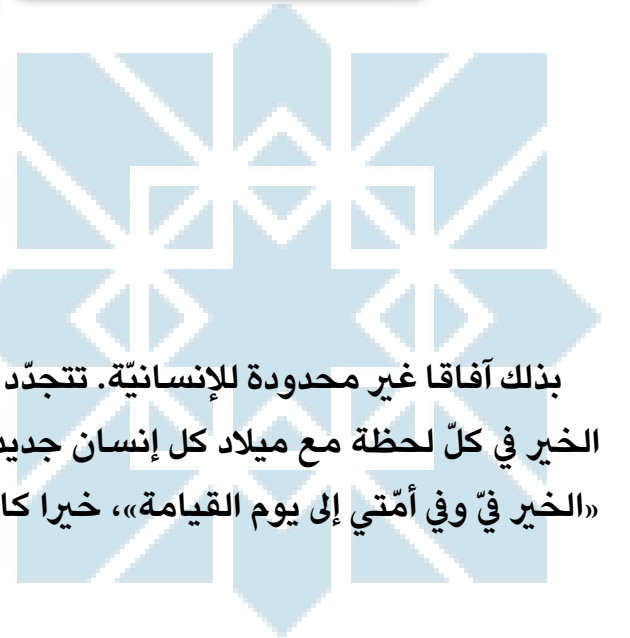 بذلك آفاقا غير محدودة للإنسانيّة. تتجدّد
الخير في كلّ لحظة مع ميلاد كل إنسان جديد
«الخير فيّ وفي أمّتي إلى يوم القيامة»، خيرا كا